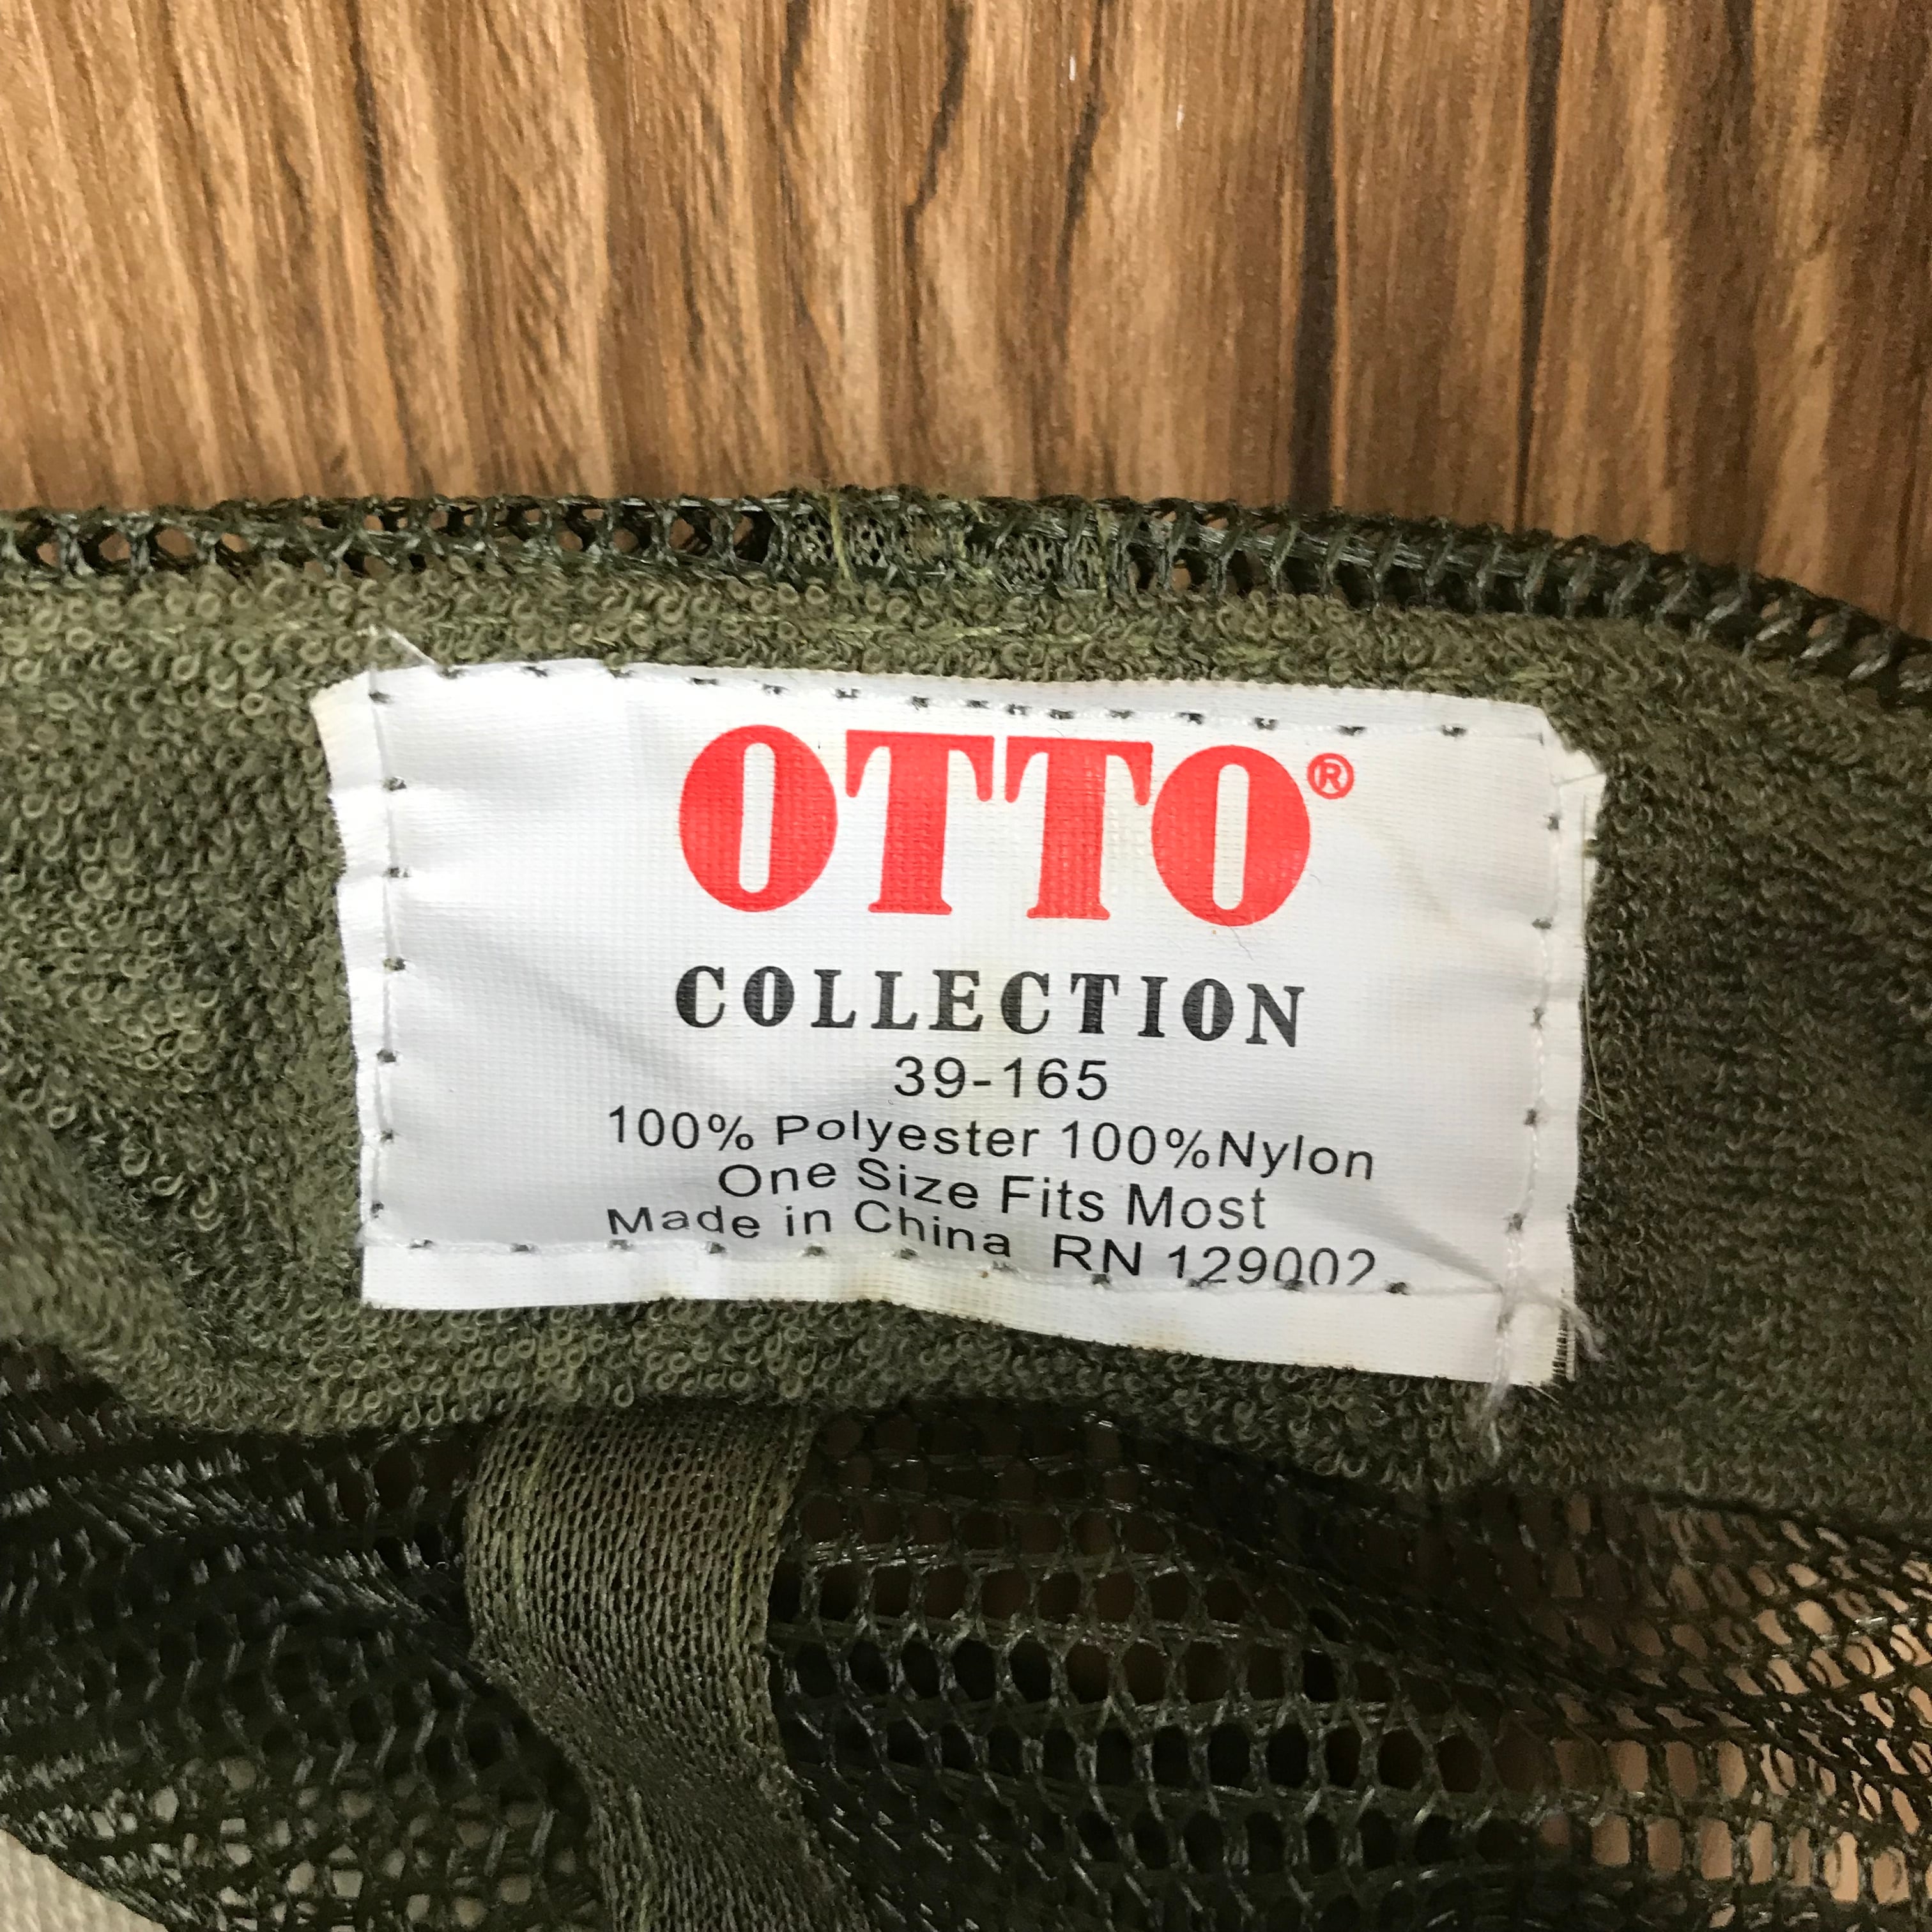 OTTO®
COLLECTION
39-165
100% Polyester 100%Nylon
One Size Fits Most
Made in China RN 129002